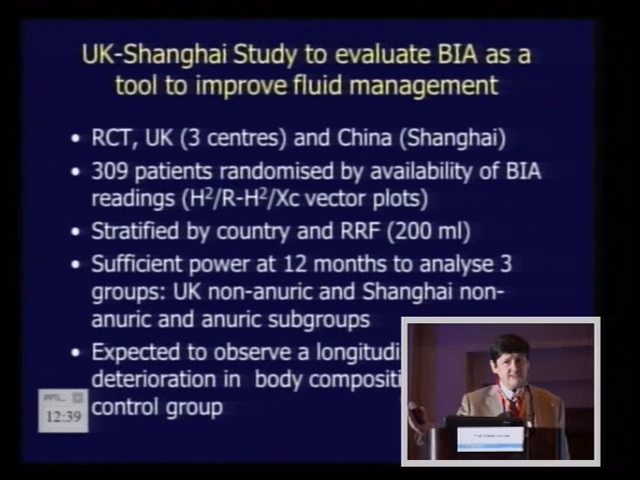 UK-Shanghai Study to evaluate BIA as a
tool to improve fluid management
• RCT, UK (3 centres) and China (Shanghai)
• 309 patients randomised by availability of BIA
readings (H²/R-H²/Xc vector plots)
• Stratified by country and RRF (200 ml)
• Sufficient power at 12 months to analyse 3
groups: UK non-anuric and Shanghai non-
anuric and anuric subgroups
• Expected to observe a longitudi
deterioration in body compositi
control group
12:39